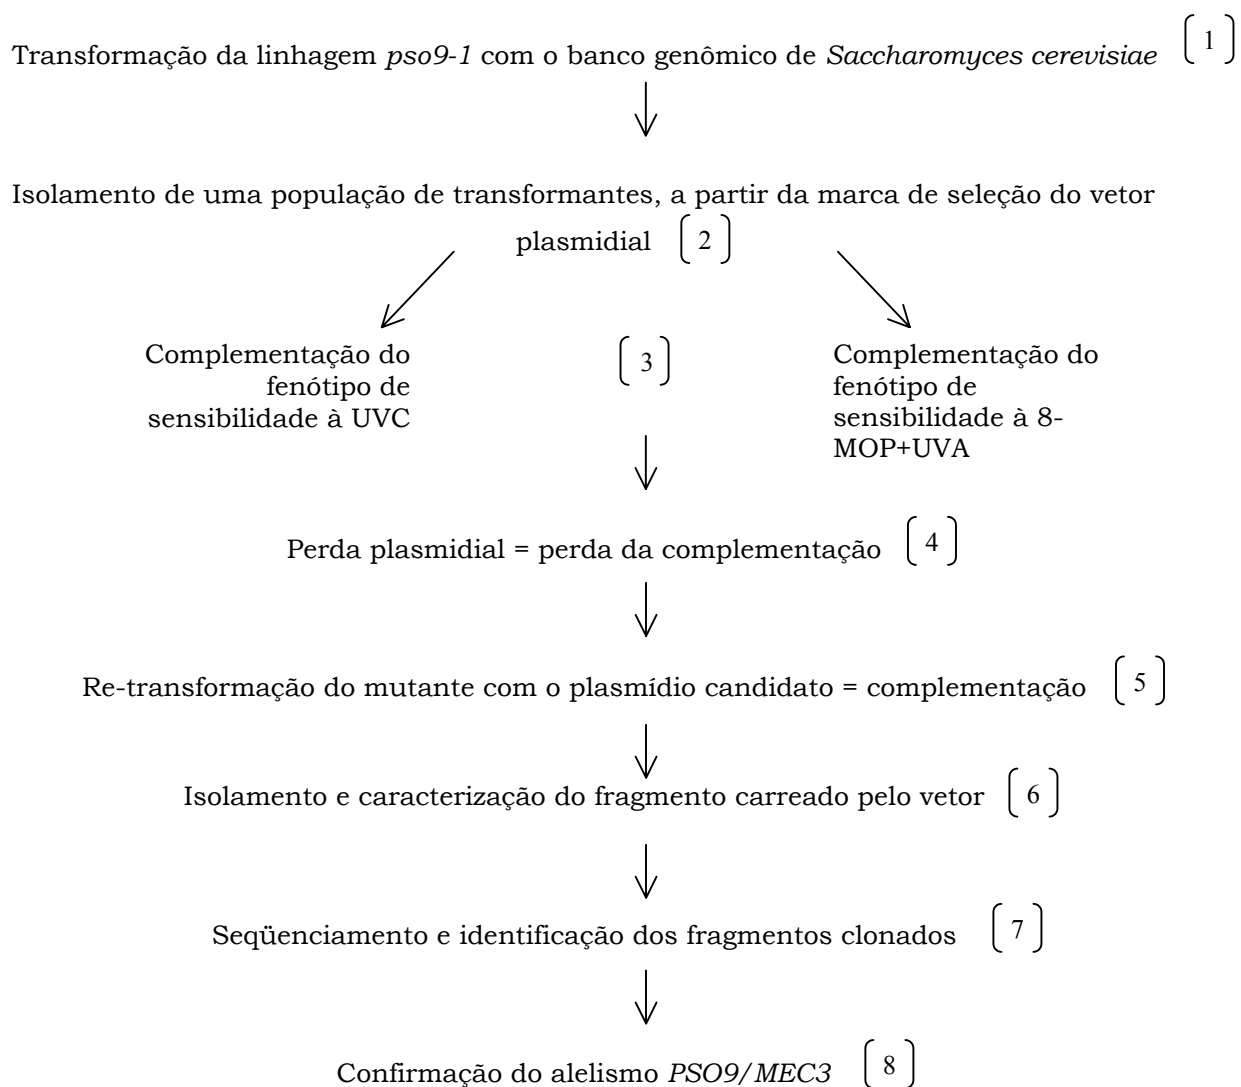 Transformação da linhagem pso9-1 com o banco genômico de Saccharomyces cerevisiae 1
Isolamento de uma população de transformantes, a partir da marca de seleção do vetor
plasmidial 2
Complementação do
fenótipo de
sensibilidade à UVC
3
Complementação do
fenótipo de
sensibilidade à 8-
MOP+UVA
Perda plasmidial = perda da complementação 4
Re-transformação do mutante com o plasmídio candidato = complementação 5
Isolamento e caracterização do fragmento carreado pelo vetor 6
Seqüenciamento e identificação dos fragmentos clonados 7
Confirmação do alelismo PSO9/MEC3 8